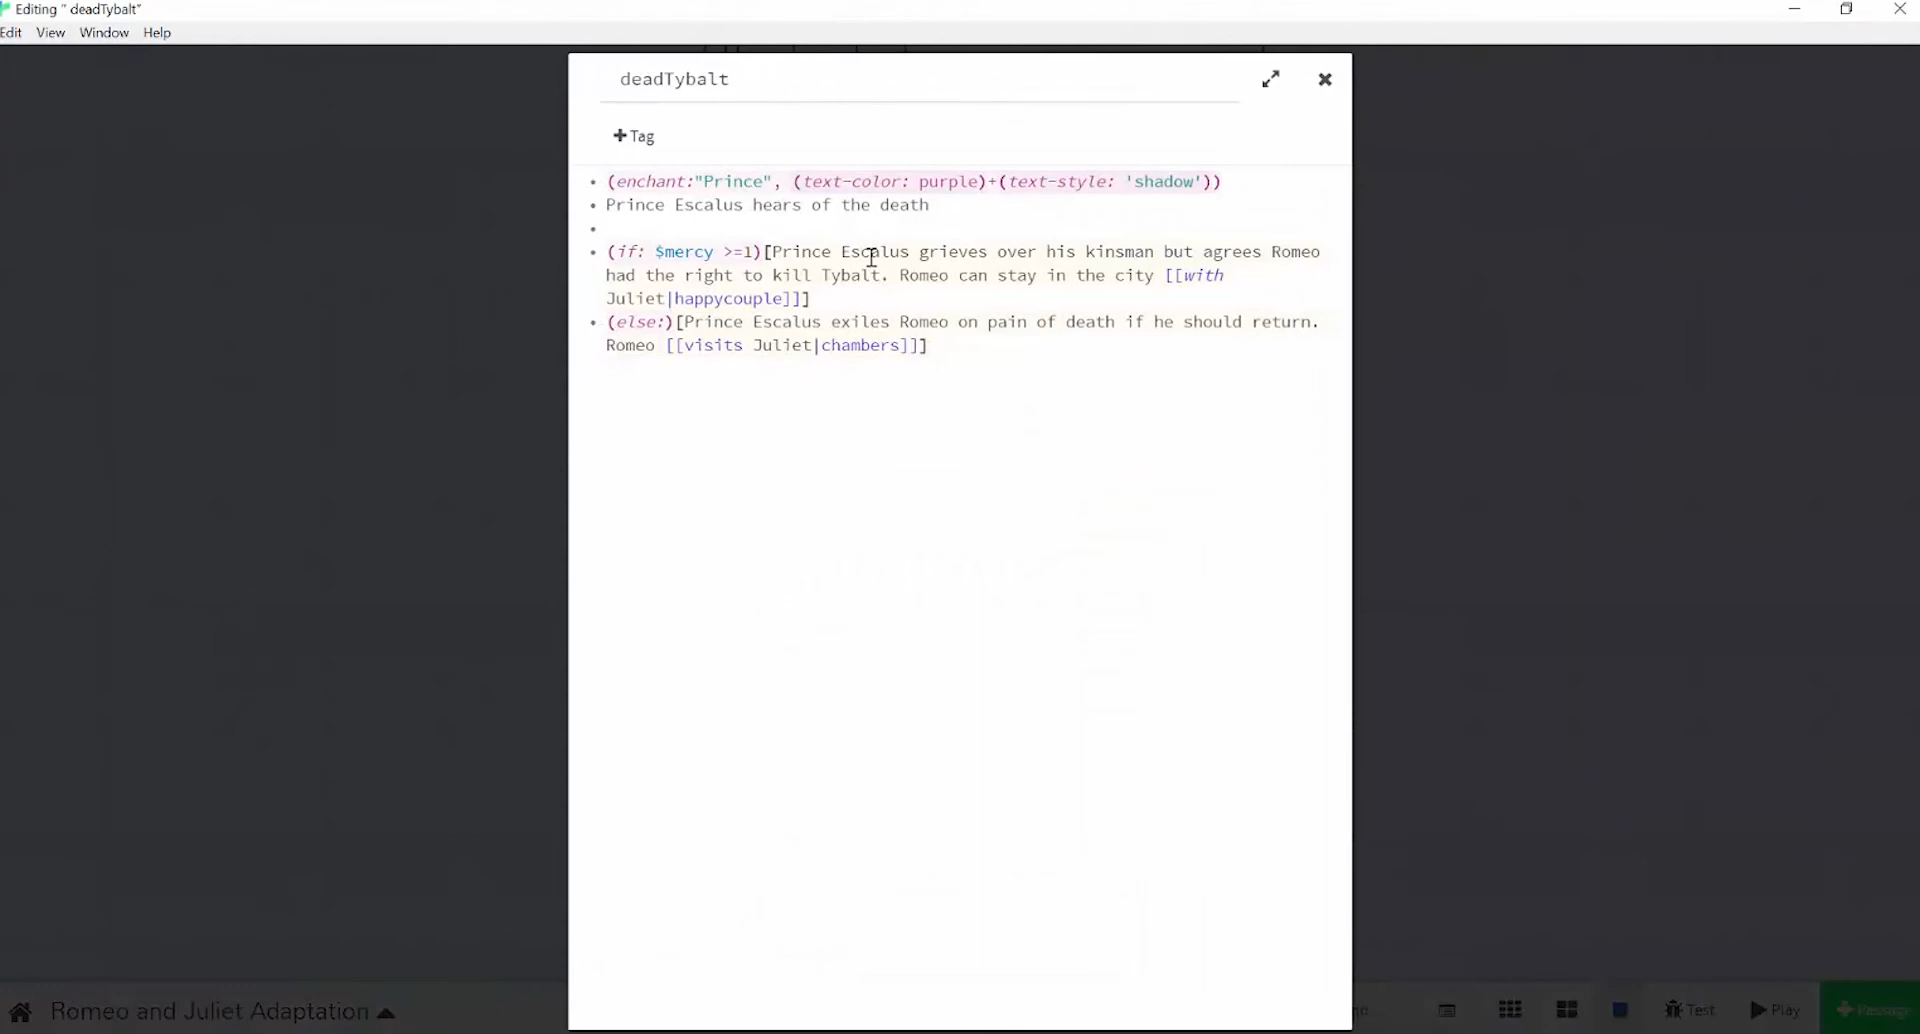 Editing " deadTybalt"
Edit View Window Help
deadTybalt
+ Tag
(enchant:"Prince", (text-color: purple)+(text-style: 'shadow'))
Prince Escalus hears of the death
(if: $mercy >=1)[Prince Escalus grieves over his kinsman but agrees Romeo
had the right to kill Tybalt. Romeo can stay in the city [[with
Juliet|happycouple]]]
(else:)[Prince Escalus exiles Romeo on pain of death if he should return.
Romeo [[visits Juliet|chambers]]]
Romeo and Juliet Adaptation Test Play + Passage